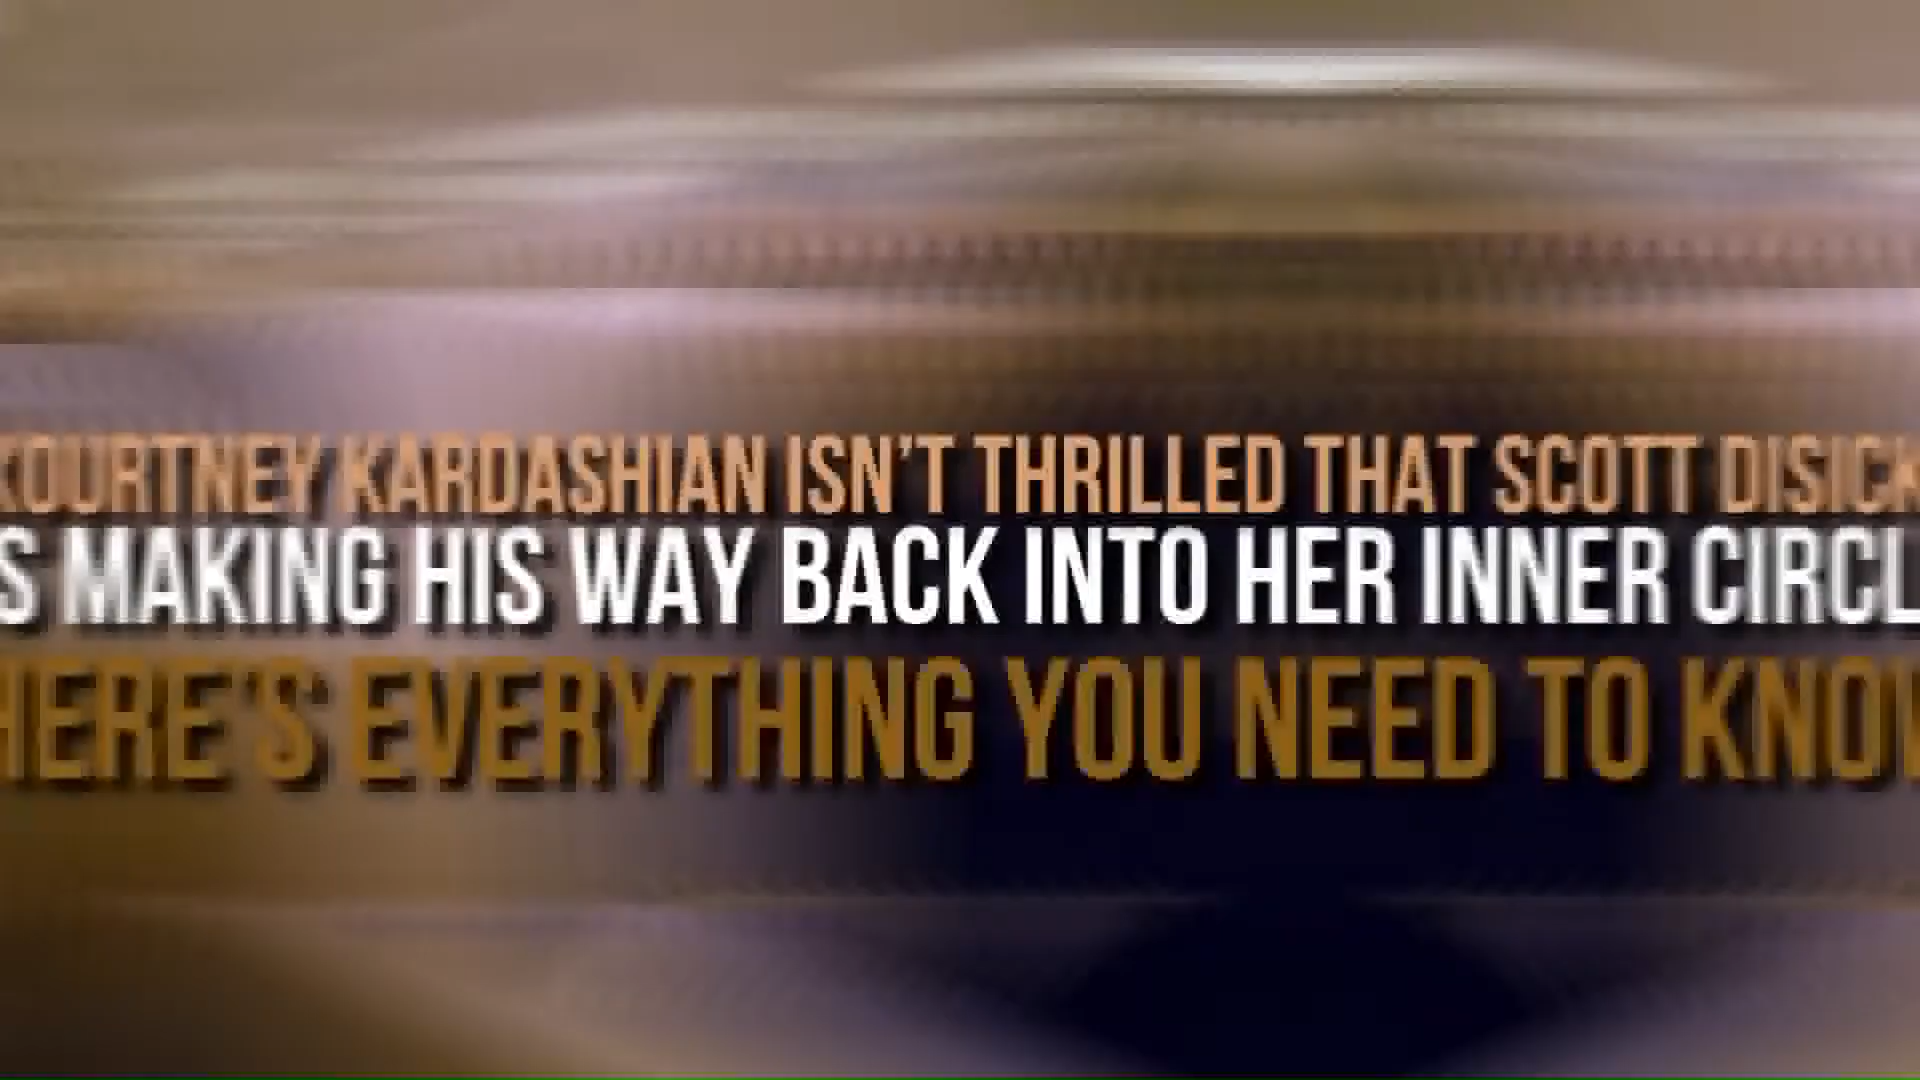 KOURTNEY KARDASHIAN ISN'T THRILLED THAT SCOTT DISICK
S MAKING HIS WAY BACK INTO HER INNER CIRCL
HERE'S EVERYTHING YOU NEED TO KNOW